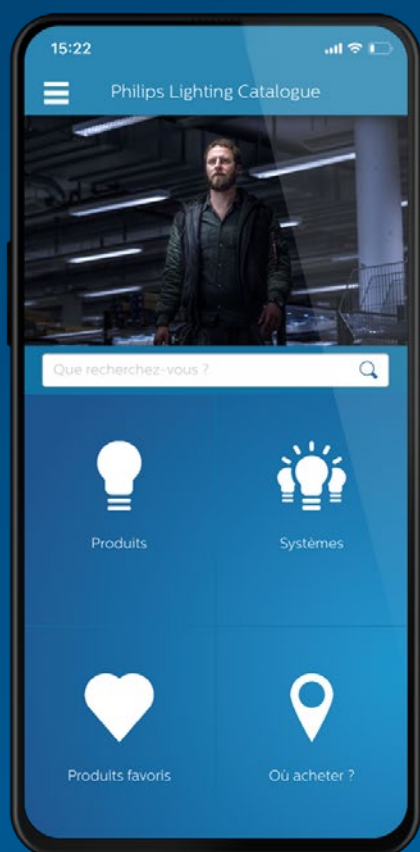 15:22
Philips Lighting Catalogue
Que recherchez-vous ?
Produits
Systèmes
Produits favoris
Où acheter ?